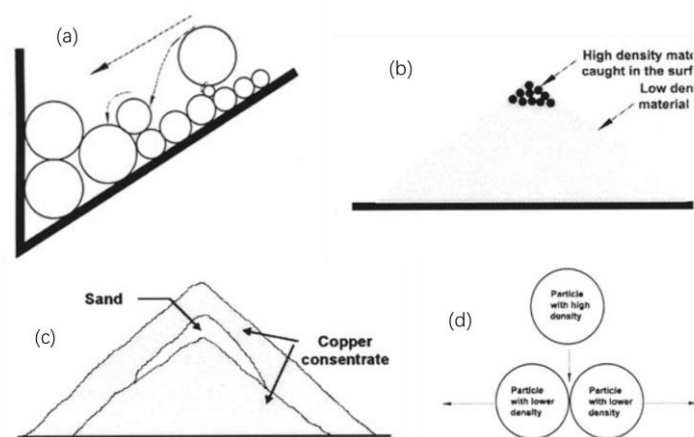 (a)
(b)
High density mate
caught in the surf
Low den
material
(c)
Sand
Copper
consentrate
(d)
Particle
with high
density
Particle
with lower
density
Particle
with lower
density